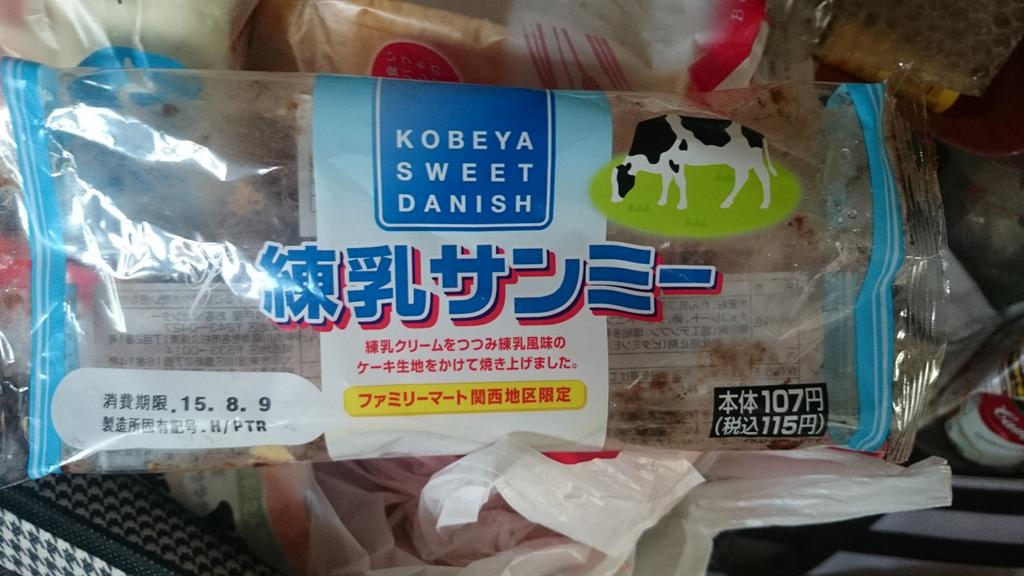 KOBEYA
SWEET
DANISH
練乳サンミー
練乳クリームをつつみ練乳風味の
ケーキ生地をかけて焼き上げました。
ファミリーマート関西地区限定
消費期限.15. 8. 9
製造所固有記号.H/PTR
本体107円
(税込115円)